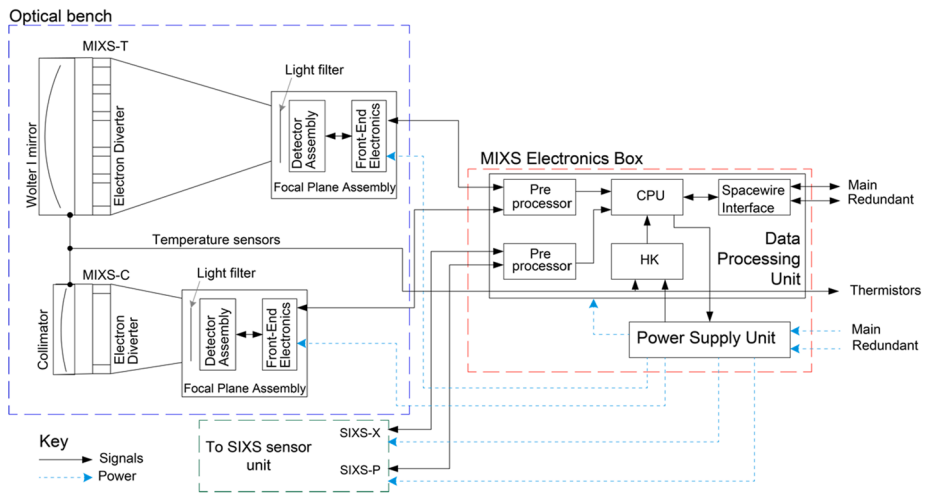 Optical bench
MIXS-T
Light filter
Wolter I mirror
Electron Diverter
Detector
Assembly
Front-End
Electronics
Focal Plane Assembly
Temperature sensors
MIXS-C
Light filter
Collimator
Electron
Diverter
Detector
Assembly
Front-End
Electronics
Focal Plane Assembly
MIXS Electronics Box
Pre
processor
CPU
Spacewire
Interface
Main
Redundant
Pre
processor
HK
Data
Processing
Unit
Thermistors
Power Supply Unit
Main
Redundant
To SIXS sensor
unit
SIXS-X
SIXS-P
Key
Signals
Power